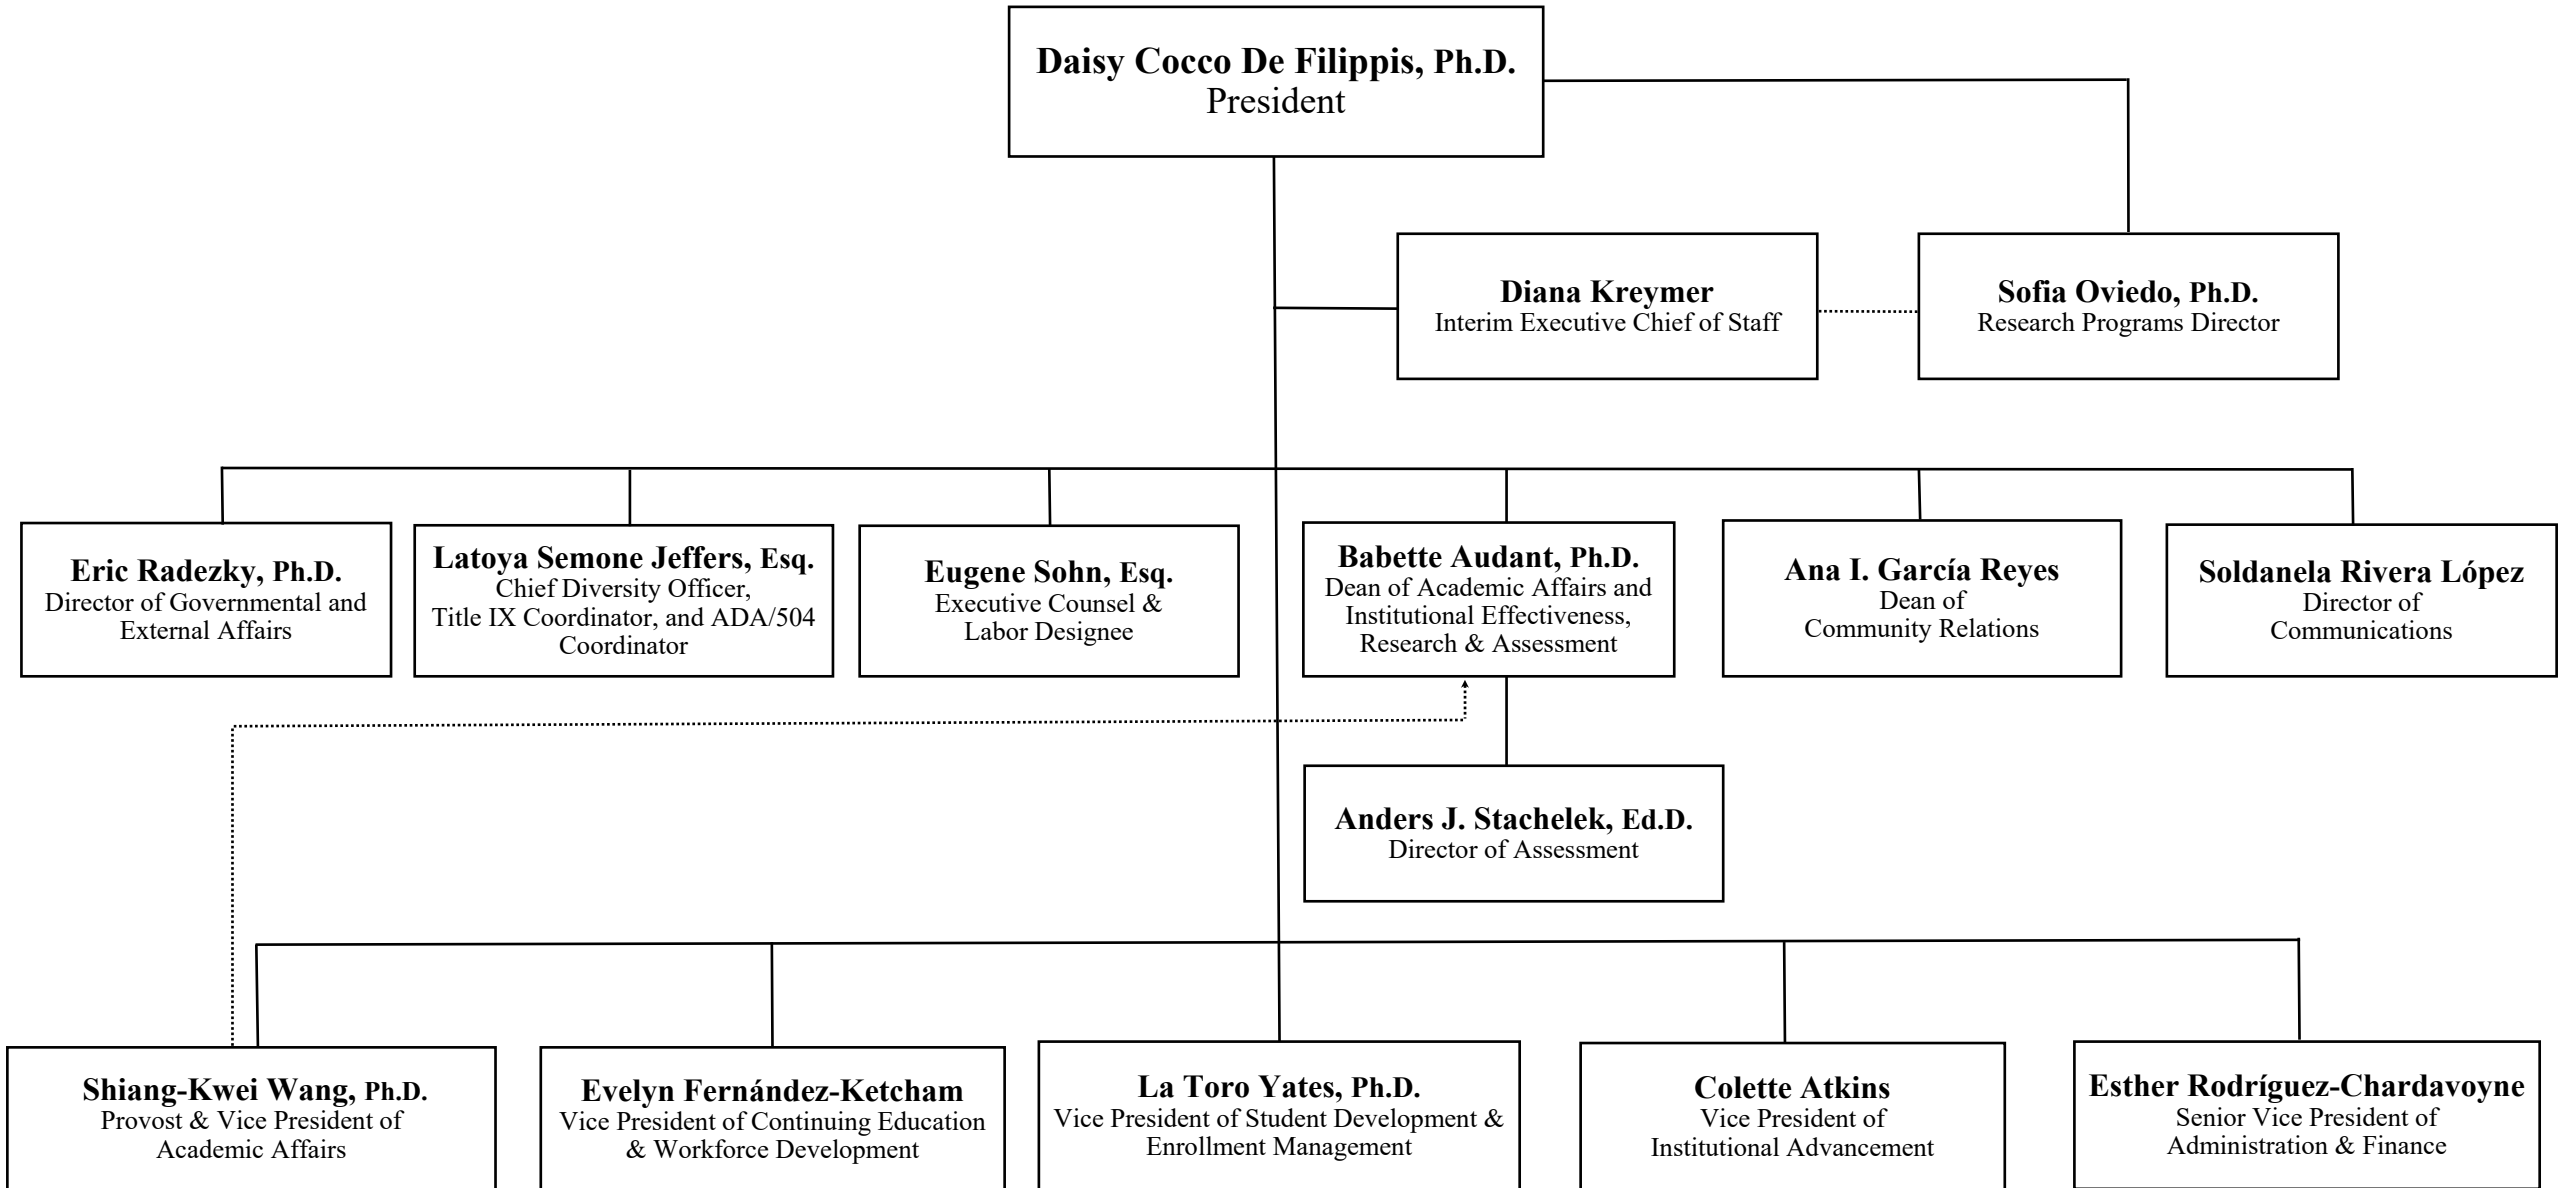 Daisy Cocco De Filippis, Ph.D.
President
Diana Kreymer
Interim Executive Chief of Staff
Sofia Oviedo, Ph.D.
Research Programs Director
Eric Radezky, Ph.D.
Director of Governmental and
External Affairs
Latoya Semone Jeffers, Esq.
Chief Diversity Officer,
Title IX Coordinator, and ADA/504
Coordinator
Eugene Sohn, Esq.
Executive Counsel &
Labor Designee
Babette Audant, Ph.D.
Dean of Academic Affairs and
Institutional Effectiveness,
Research & Assessment
Ana I. García Reyes
Dean of
Community Relations
Soldanela Rivera López
Director of
Communications
Anders J. Stachelek, Ed.D.
Director of Assessment
Shiang-Kwei Wang, Ph.D.
Provost & Vice President of
Academic Affairs
Evelyn Fernández-Ketcham
Vice President of Continuing Education
& Workforce Development
La Toro Yates, Ph.D.
Vice President of Student Development &
Enrollment Management
Colette Atkins
Vice President of
Institutional Advancement
Esther Rodríguez-Chardavoyne
Senior Vice President of
Administration & Finance